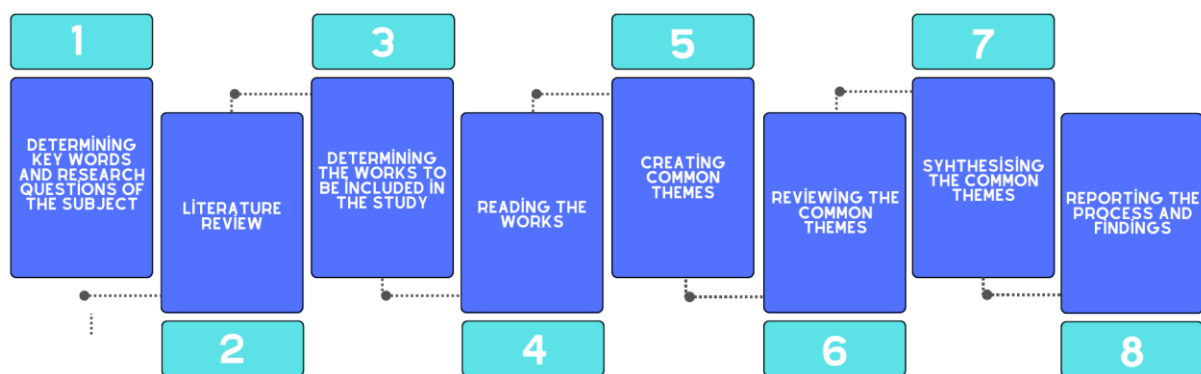 1
DETERMİNİNG
KEY WORDS
AND RESEARCH
QUESTIONS OF
THE SUBJECT
2
LİTERATURE
REVİEW
3
DETERMİNİNG
THE WORKS TO
BE İNCLUDED İN
THE STUDY
4
READİNG THE
WORKS
5
CREATİNG
COMMON
THEMES
6
REVİEWİNG THE
COMMON
THEMES
7
SYHTHESİSİNG
THE COMMON
THEMES
8
REPORTİNG THE
PROCESS AND
FİNDİNGS